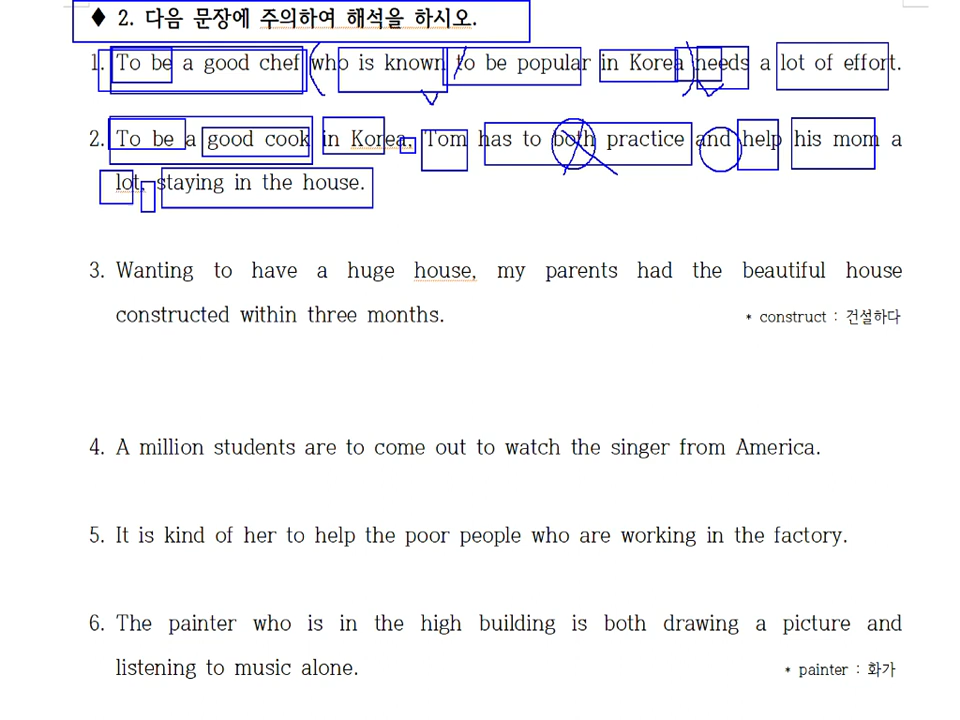 ◆ 2. 다음 문장에 주의하여 해석을 하시오.
1. To be a good chef who is known to be popular in Korea needs a lot of effort.
2. To be a good cook in Korea, Tom has to both practice and help his mom a
lot, staying in the house.
3. Wanting to have a huge house, my parents had the beautiful house
constructed within three months. * construct : 건설하다
4. A million students are to come out to watch the singer from America.
5. It is kind of her to help the poor people who are working in the factory.
6. The painter who is in the high building is both drawing a picture and
listening to music alone. * painter : 화가